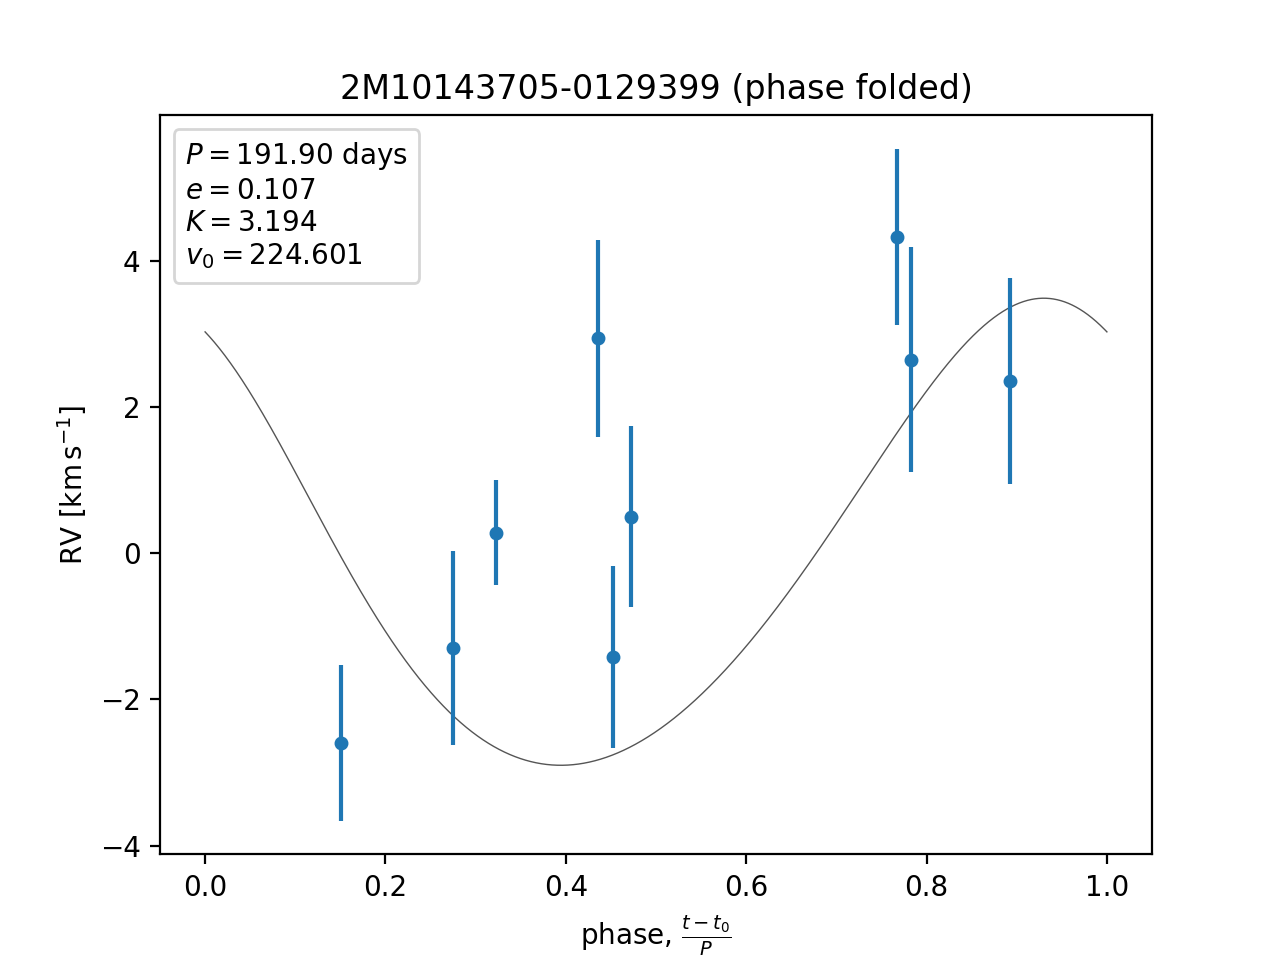 2M10143705-0129399 (phase folded)
P = 191.90 days
e = 0.107
K = 3.194
v₀ = 224.601
RV [km s⁻¹]
4
2
0
−2
−4
0.0 0.2 0.4 0.6 0.8 1.0
phase, (t − t₀)/P